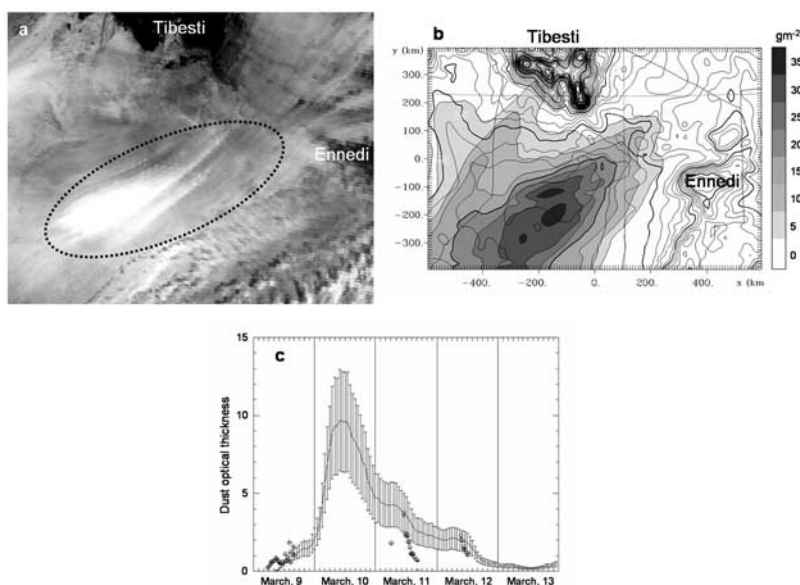 a
Tibesti
Ennedi
b
Tibesti
gm-2
y (km)
300.
200.
100.
0.
-100.
-200.
-300.
Ennedi
-400.
-200.
0.
200.
400.
x (km)
35
30
25
20
15
10
5
0
c
Dust optical thickness
15
10
5
0
March, 9
March, 10
March, 11
March, 12
March, 13